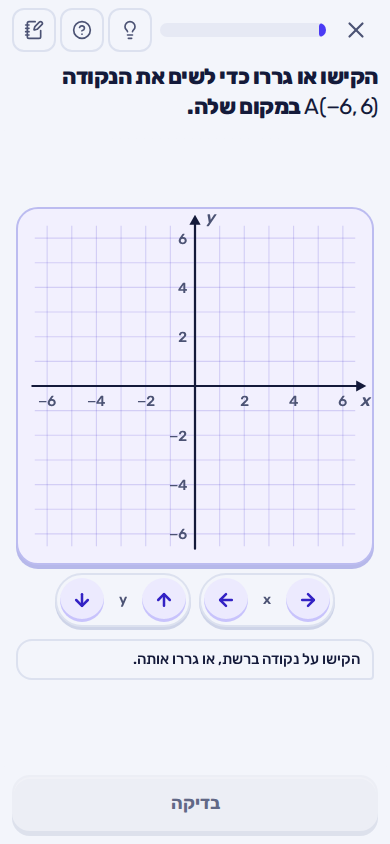 הקישו או גררו כדי לשים את הנקודה
A(−6, 6) במקום שלה.
y
6
4
2
−6 −4 −2 2 4 6 x
−2
−4
−6
y x
הקישו על נקודה ברשת, או גררו אותה.
בדיקה